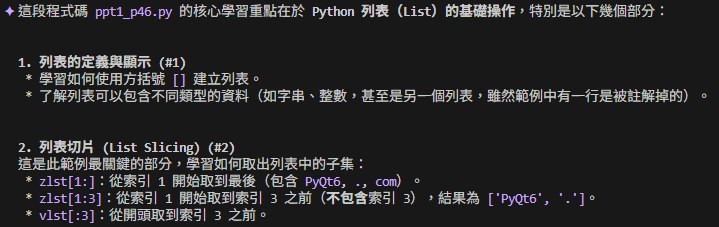 ✦ 這段程式碼 ppt1_p46.py 的核心學習重點在於 Python 列表（List）的基礎操作，特別是以下幾個部分：
1. 列表的定義與顯示 (#1)
* 學習如何使用方括號 [] 建立列表。
* 了解列表可以包含不同類型的資料（如字串、整數，甚至是另一個列表，雖然範例中有一行是被註解掉的）。
2. 列表切片 (List Slicing) (#2)
這是此範例最關鍵的部分，學習如何取出列表中的子集：
* zlst[1:]：從索引 1 開始取到最後（包含 PyQt6, ., com）。
* zlst[1:3]：從索引 1 開始取到索引 3 之前（不包含索引 3），結果為 ['PyQt6', '.']。
* vlst[:3]：從開頭取到索引 3 之前。